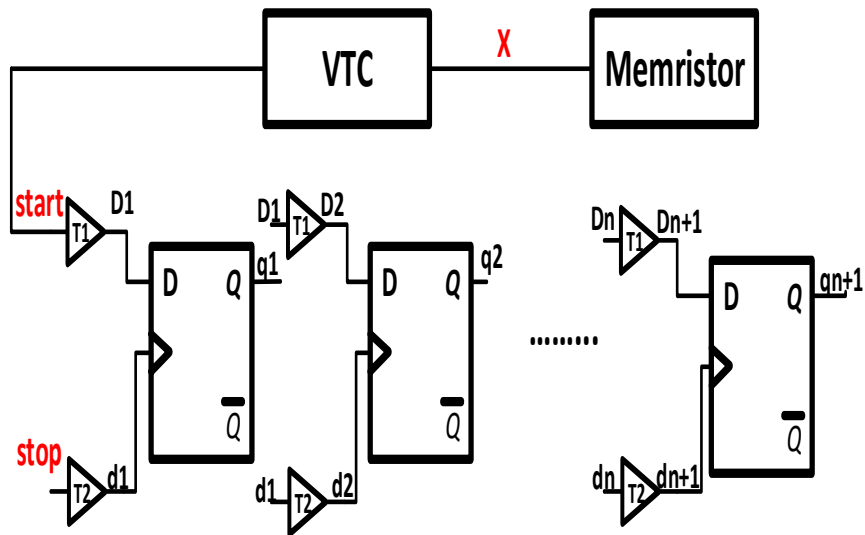 VTC
X
Memristor
start
D1
D1
D2
Dn
Dn+1
T1
T1
T1
q1
q2
qn+1
D
Q
D
Q
D
Q
.........
Q
Q
Q
stop
d1
d1
d2
dn
dn+1
T2
T2
T2